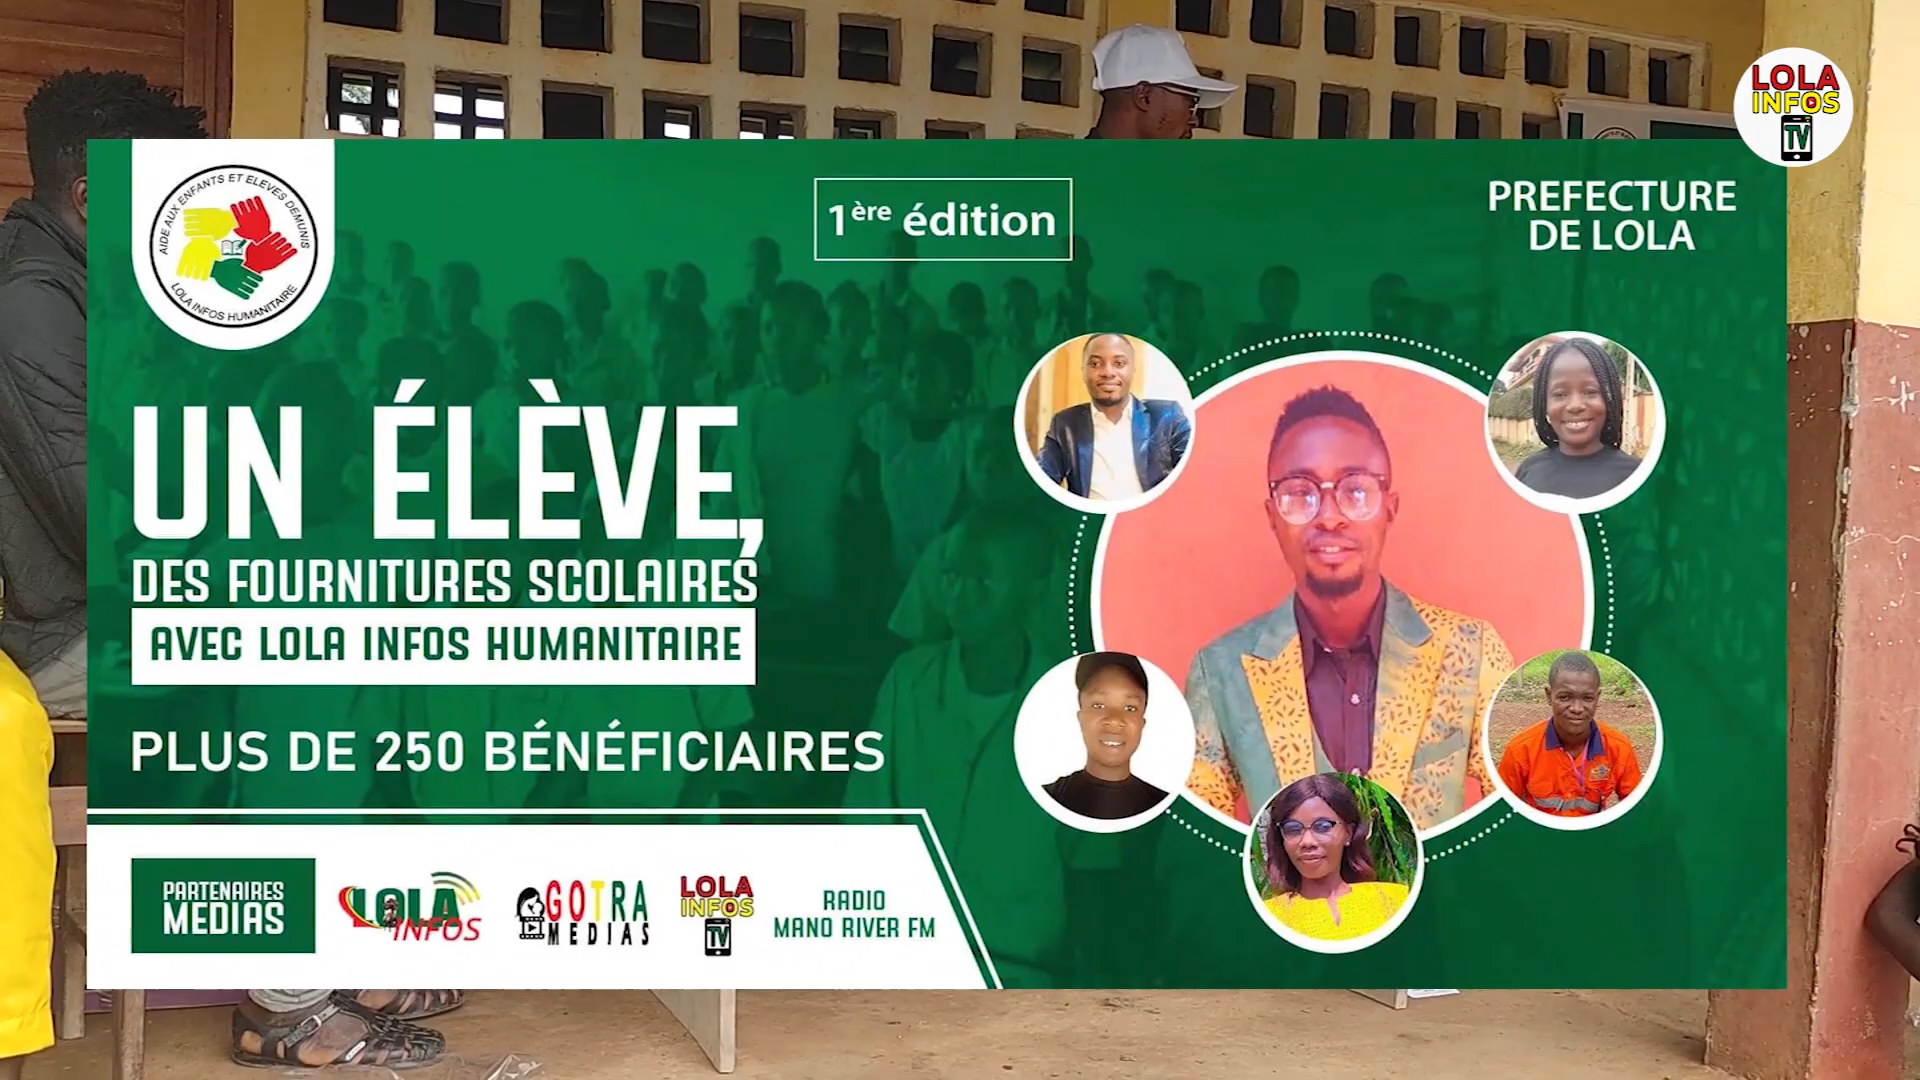 LOLA
INFOS
TV
AIDE AUX ENFANTS ET ELEVES DEMUNIS
LOLA INFOS HUMANITAIRE
1ère édition
PREFECTURE
DE LOLA
UN ÉLÈVE,
DES FOURNITURES SCOLAIRES
AVEC LOLA INFOS HUMANITAIRE
PLUS DE 250 BÉNÉFICIAIRES
PARTENAIRES
MEDIAS
LOLA
INFOS
GOTRA
MEDIAS
LOLA
INFOS
TV
RADIO
MANO RIVER FM